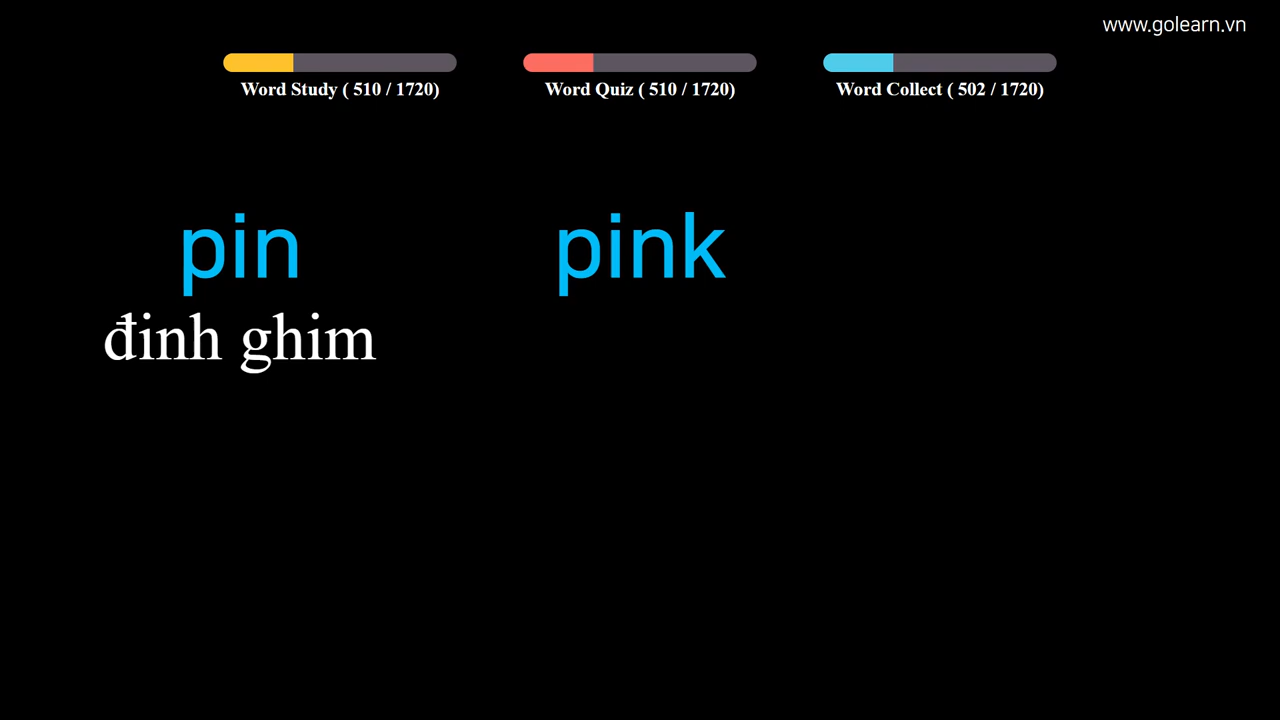 www.golearn.vn
Word Study ( 510 / 1720)
Word Quiz ( 510 / 1720)
Word Collect ( 502 / 1720)
pin
đinh ghim
pink